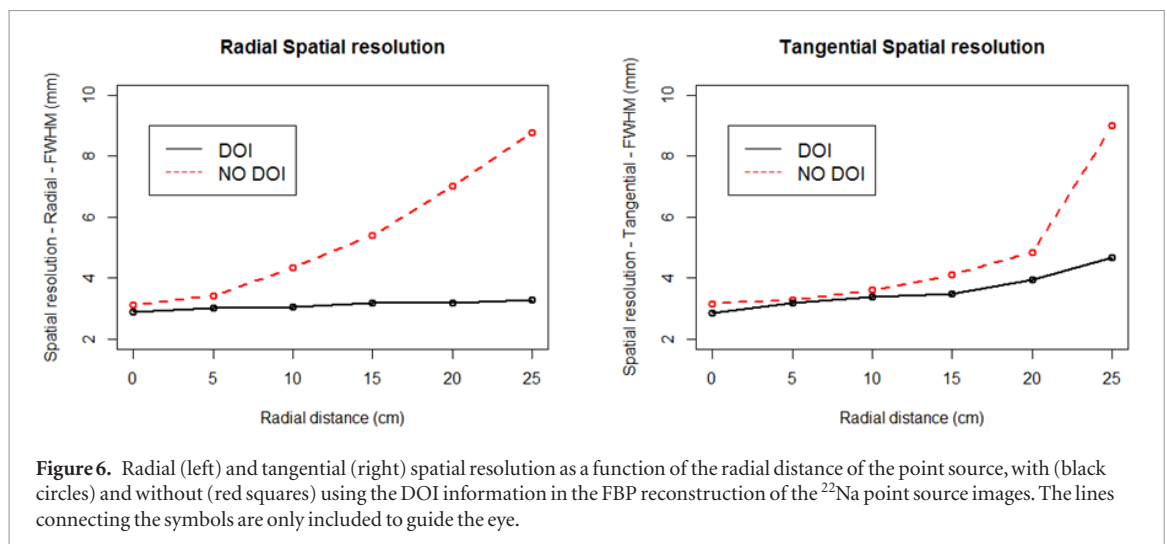 Radial Spatial resolution
Spatial resolution - Radial - FWHM (mm)
10
8
6
4
2
DOI
NO DOI
0 5 10 15 20 25
Radial distance (cm)
Tangential Spatial resolution
Spatial resolution - Tangential - FWHM (mm)
10
8
6
4
2
DOI
NO DOI
0 5 10 15 20 25
Radial distance (cm)
Figure 6. Radial (left) and tangential (right) spatial resolution as a function of the radial distance of the point source, with (black
circles) and without (red squares) using the DOI information in the FBP reconstruction of the ²²Na point source images. The lines
connecting the symbols are only included to guide the eye.